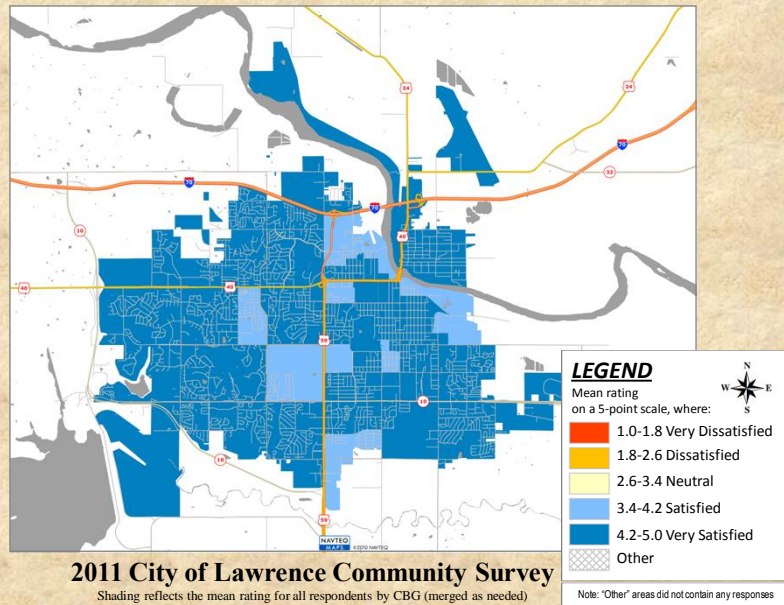 24
24
70
70
70
32
10
40
40
40
59
10
10
59
NAVTEQ
MAPS
©2010 NAVTEQ
LEGEND
Mean rating
on a 5-point scale, where:
N
W E
S
1.0-1.8 Very Dissatisfied
1.8-2.6 Dissatisfied
2.6-3.4 Neutral
3.4-4.2 Satisfied
4.2-5.0 Very Satisfied
Other
2011 City of Lawrence Community Survey
Shading reflects the mean rating for all respondents by CBG (merged as needed)
Note: "Other" areas did not contain any responses